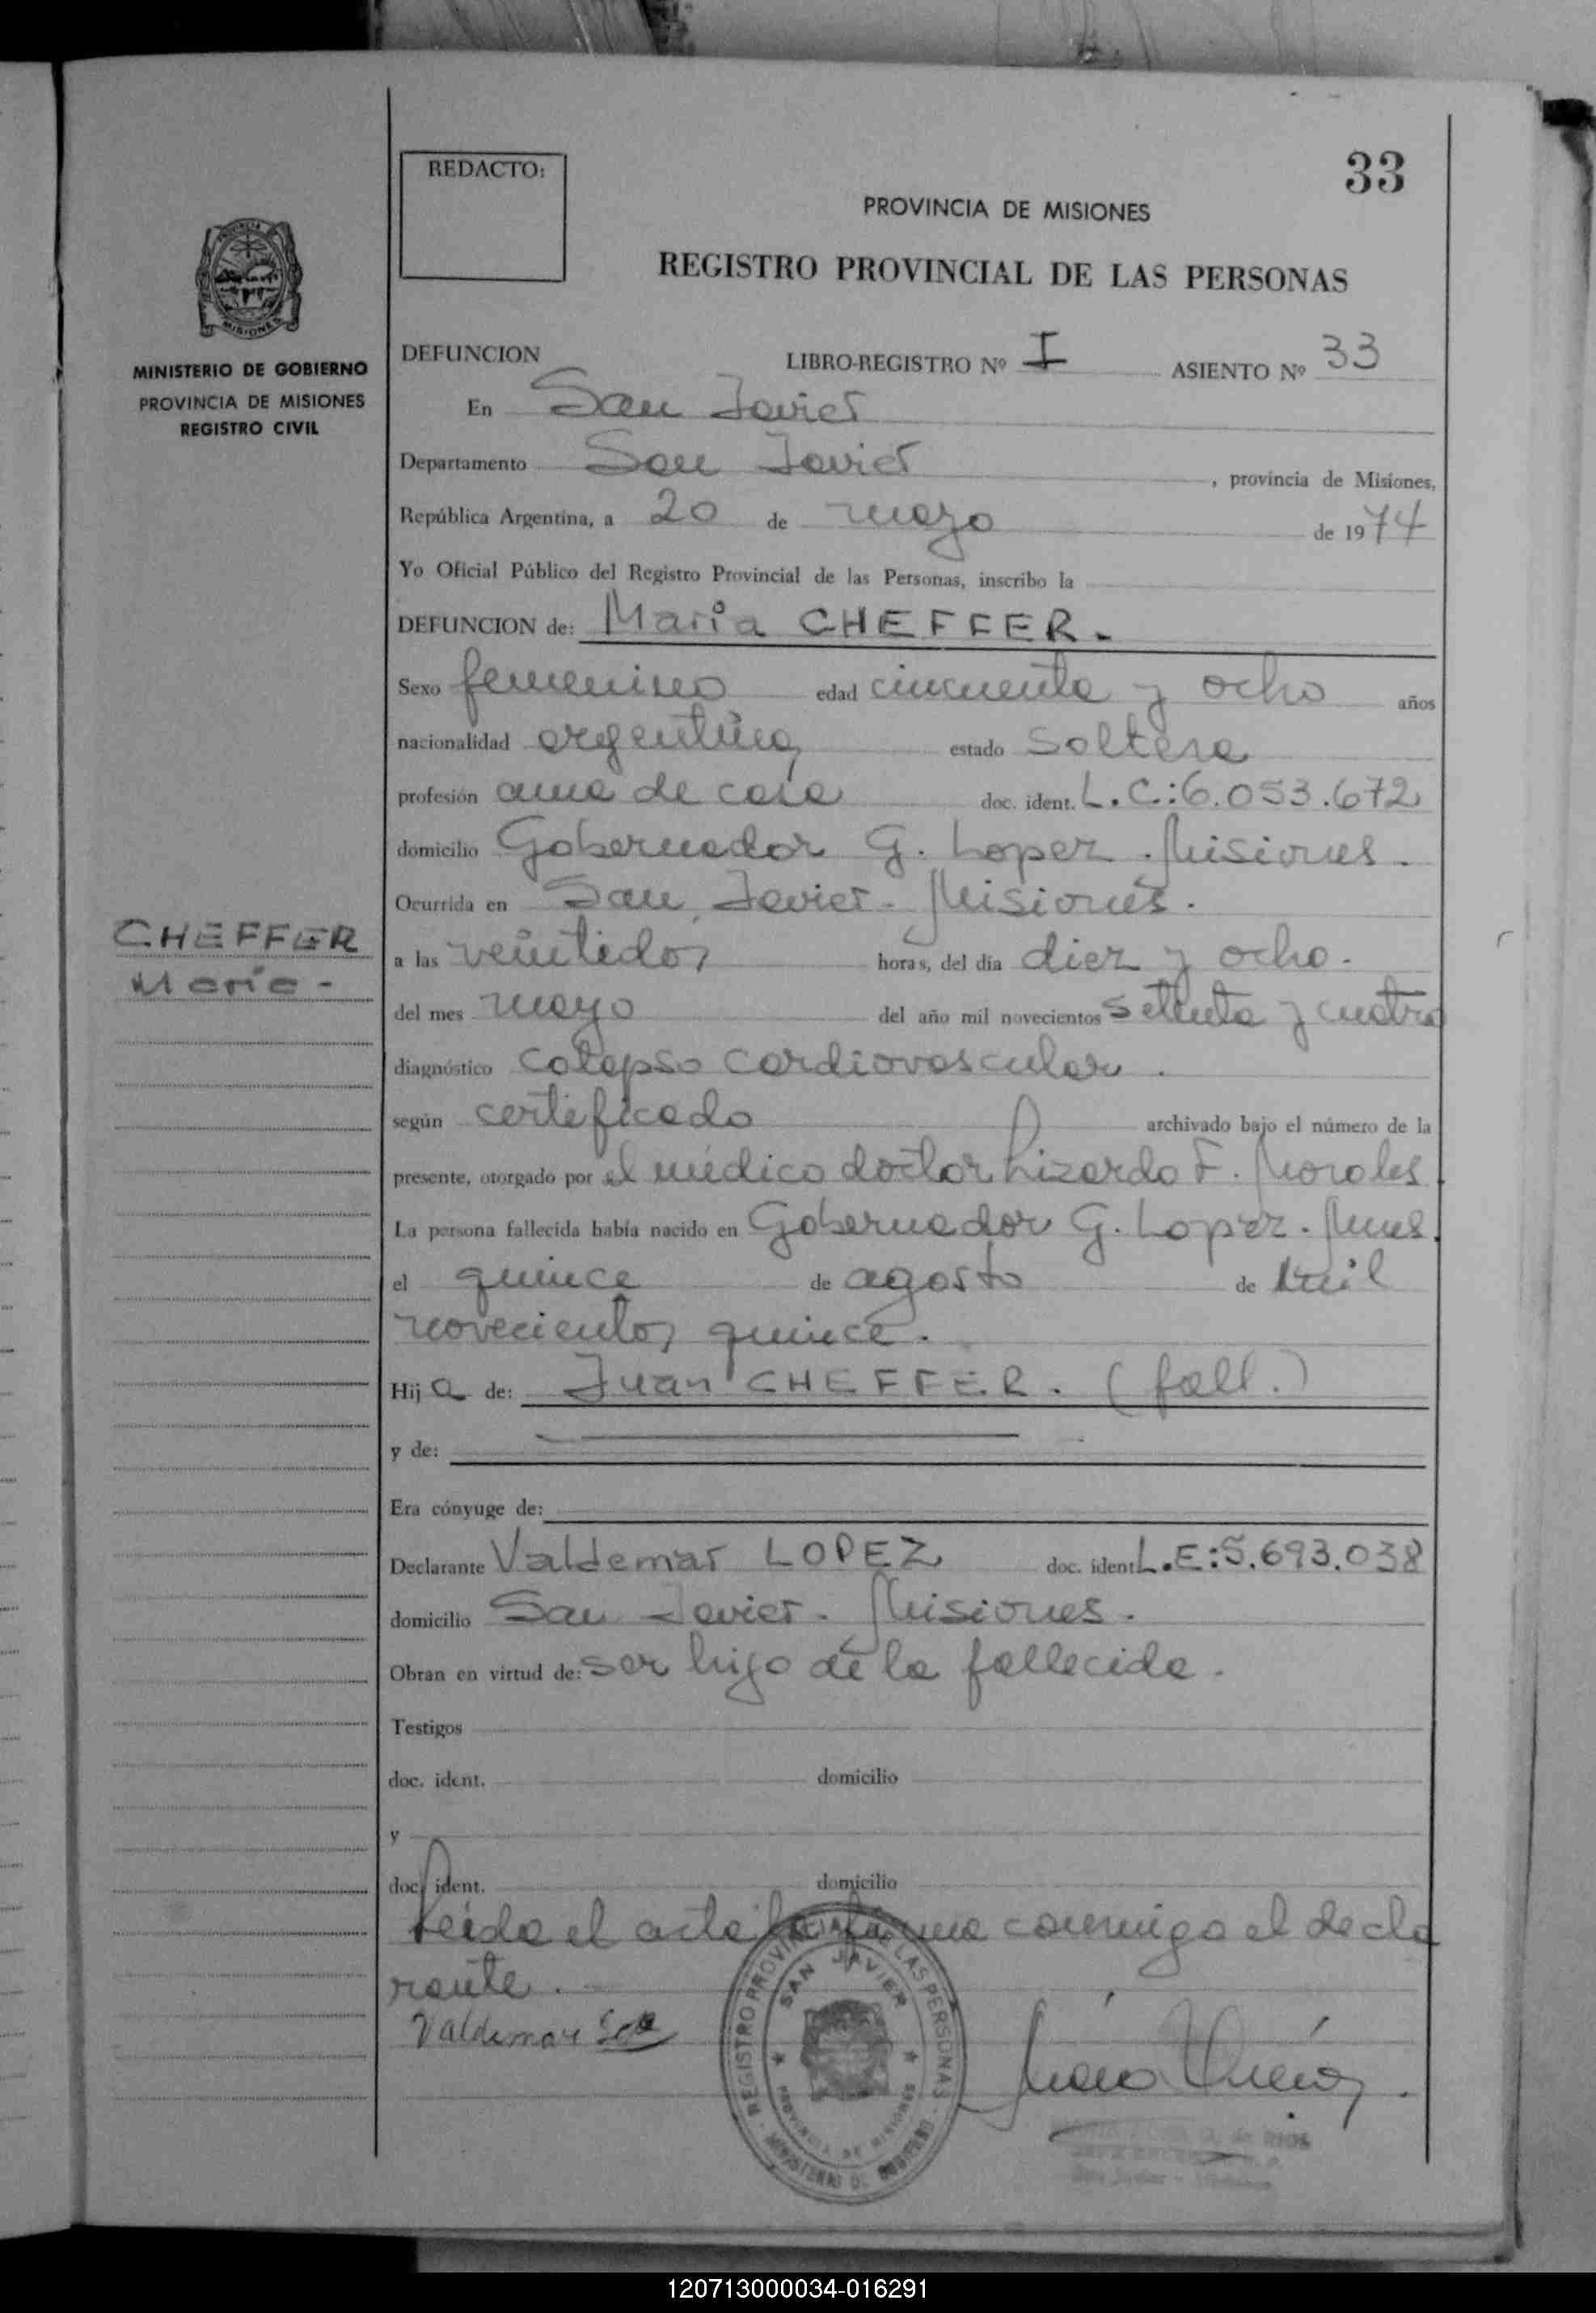 33
REDACTO:
PROVINCIA DE MISIONES
REGISTRO PROVINCIAL DE LAS PERSONAS
MISIONES
MINISTERIO DE GOBIERNO
PROVINCIA DE MISIONES
REGISTRO CIVIL
DEFUNCION LIBRO-REGISTRO Nº I ASIENTO Nº 33
En San Javier
Departamento San Javier, provincia de Misiones,
República Argentina, a 20 de mayo de 1974
Yo Oficial Público del Registro Provincial de las Personas, inscribo la
DEFUNCION de: Maria CHEFFER.
Sexo femenino edad cincuenta y ocho años
nacionalidad argentina estado soltera
profesión ama de casa doc. ident. L.C.:6.053.672
domicilio Gobernador G. Lopez. Misiones.
Ocurrida en San Javier. Misiones.
CHEFFER
Maria -
a las veintidos horas, del día diez y ocho.
del mes mayo del año mil novecientos setenta y cuatro
diagnóstico colapso cardiovascular.
según certificado archivado bajo el número de la
presente, otorgado por el médico doctor Lizardo F. Morales
La persona fallecida había nacido en Gobernador G. Lopez. Mnes.
el quince de agosto de mil
novecientos quince.
Hija de: Juan CHEFFER. (fall.)
y de:
Era cónyuge de:
Declarante Valdemar LOPEZ doc. ident L.E:5.693.038
domicilio San Javier. Misiones.
Obran en virtud de: ser hijo de la fallecida.
Testigos
doc. ident. domicilio
y
doc. ident. domicilio
Leida el acta la firma conmigo el decla
rante.
Valdemar
REGISTRO PROVINCIAL DE LAS PERSONAS
SAN JAVIER
PROVINCIA DE MISIONES
MINISTERIO DE GOBIERNO
de RIOS
120713000034-016291